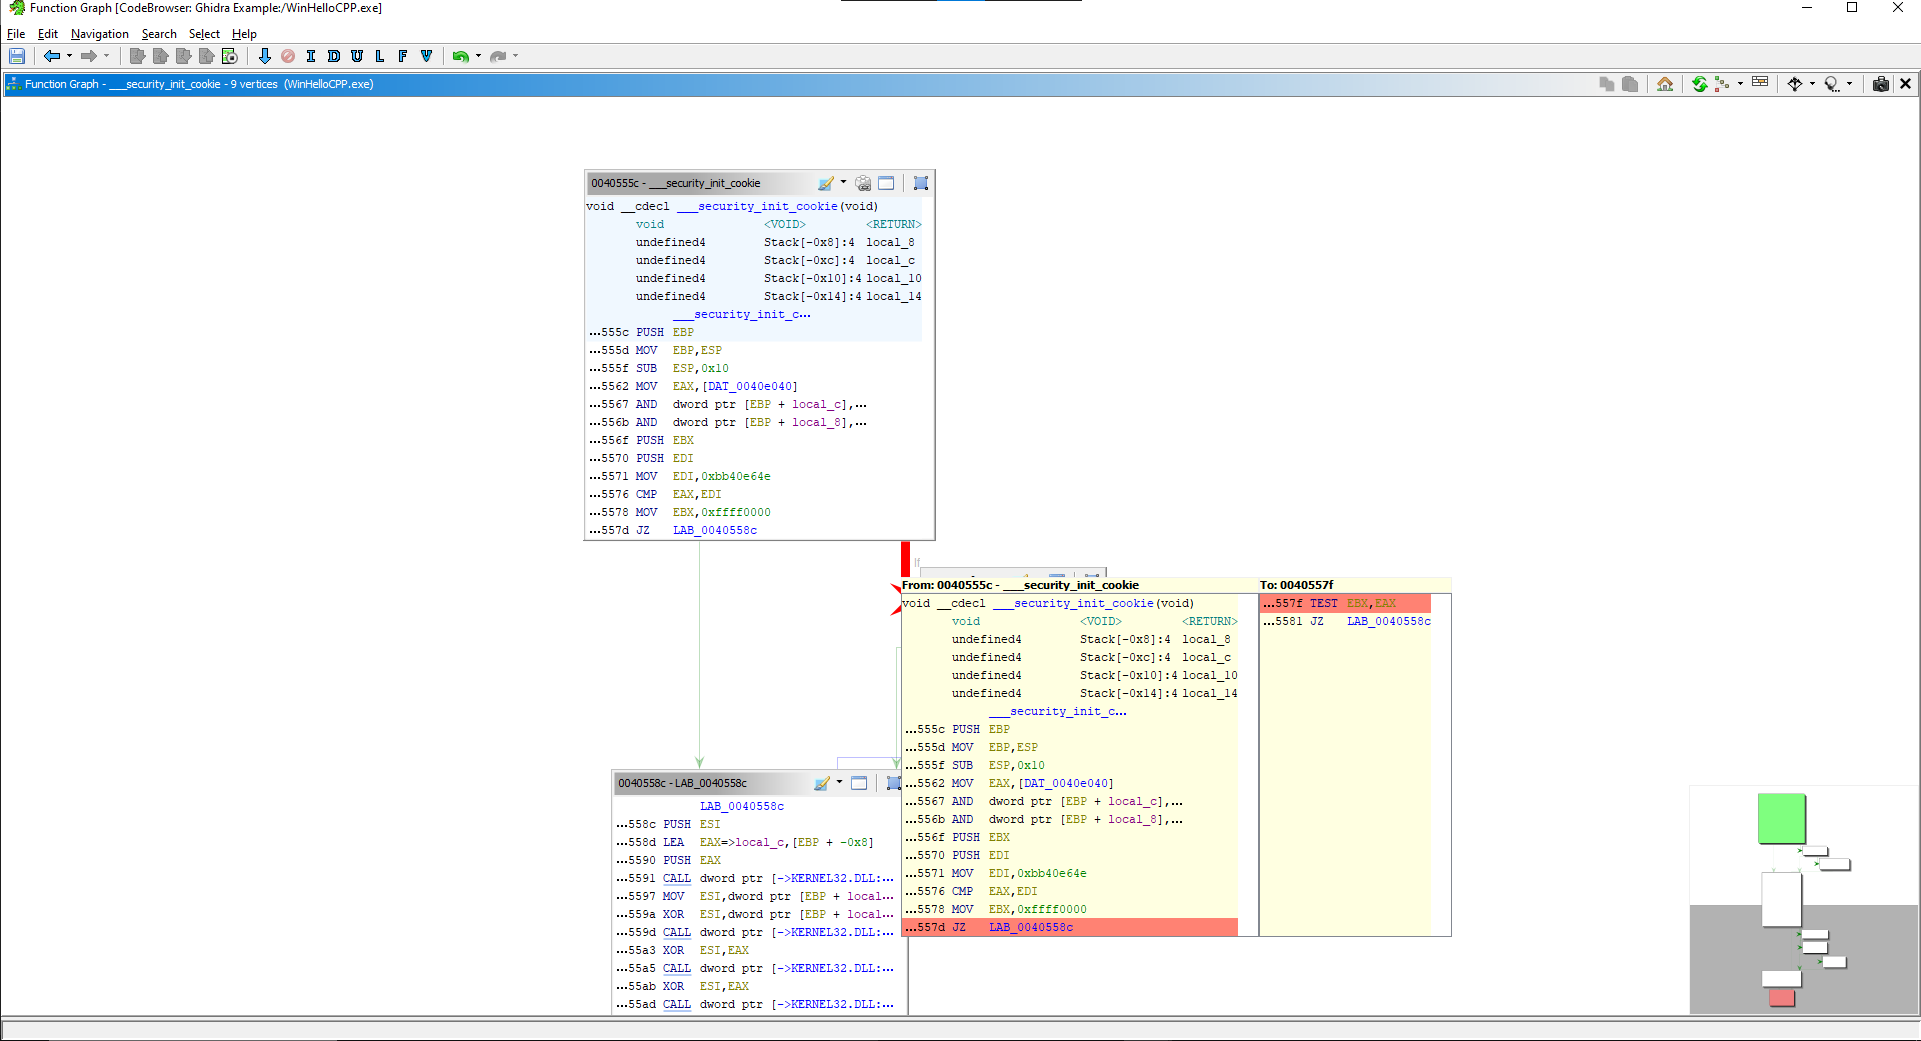 Function Graph [CodeBrowser: Ghidra Example:/WinHelloCPP.exe]
File Edit Navigation Search Select Help
I D U L F V
Function Graph - ___security_init_cookie - 9 vertices (WinHelloCPP.exe)
0040555c - ___security_init_cookie
void __cdecl ___security_init_cookie(void)
void <VOID> <RETURN>
undefined4 Stack[-0x8]:4 local_8
undefined4 Stack[-0xc]:4 local_c
undefined4 Stack[-0x10]:4 local_10
undefined4 Stack[-0x14]:4 local_14
___security_init_c...
...555c PUSH EBP
...555d MOV EBP,ESP
...555f SUB ESP,0x10
...5562 MOV EAX,[DAT_0040e040]
...5567 AND dword ptr [EBP + local_c],...
...556b AND dword ptr [EBP + local_8],...
...556f PUSH EBX
...5570 PUSH EDI
...5571 MOV EDI,0xbb40e64e
...5576 CMP EAX,EDI
...5578 MOV EBX,0xffff0000
...557d JZ LAB_0040558c
If
From: 0040555c - ___security_init_cookie
void __cdecl ___security_init_cookie(void)
void <VOID> <RETURN>
undefined4 Stack[-0x8]:4 local_8
undefined4 Stack[-0xc]:4 local_c
undefined4 Stack[-0x10]:4 local_10
undefined4 Stack[-0x14]:4 local_14
___security_init_c...
...555c PUSH EBP
...555d MOV EBP,ESP
...555f SUB ESP,0x10
...5562 MOV EAX,[DAT_0040e040]
...5567 AND dword ptr [EBP + local_c],...
...556b AND dword ptr [EBP + local_8],...
...556f PUSH EBX
...5570 PUSH EDI
...5571 MOV EDI,0xbb40e64e
...5576 CMP EAX,EDI
...5578 MOV EBX,0xffff0000
...557d JZ LAB_0040558c
To: 0040557f
...557f TEST EBX,EAX
...5581 JZ LAB_0040558c
0040558c - LAB_0040558c
LAB_0040558c
...558c PUSH ESI
...558d LEA EAX=>local_c,[EBP + -0x8]
...5590 PUSH EAX
...5591 CALL dword ptr [->KERNEL32.DLL:...
...5597 MOV ESI,dword ptr [EBP + local...
...559a XOR ESI,dword ptr [EBP + local...
...559d CALL dword ptr [->KERNEL32.DLL:...
...55a3 XOR ESI,EAX
...55a5 CALL dword ptr [->KERNEL32.DLL:...
...55ab XOR ESI,EAX
...55ad CALL dword ptr [->KERNEL32.DLL:...